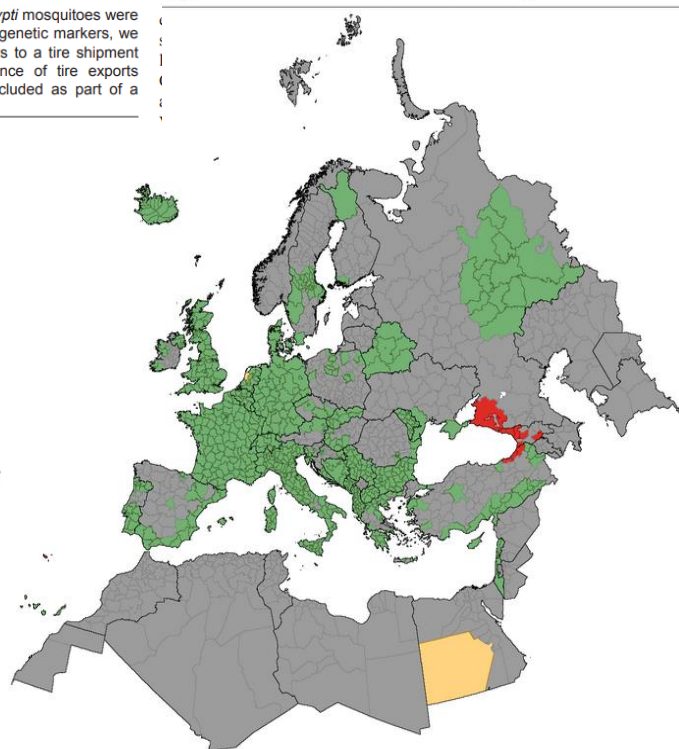 ypti mosquitoes were
genetic markers, we
s to a tire shipment
nce of tire exports
cluded as part of a